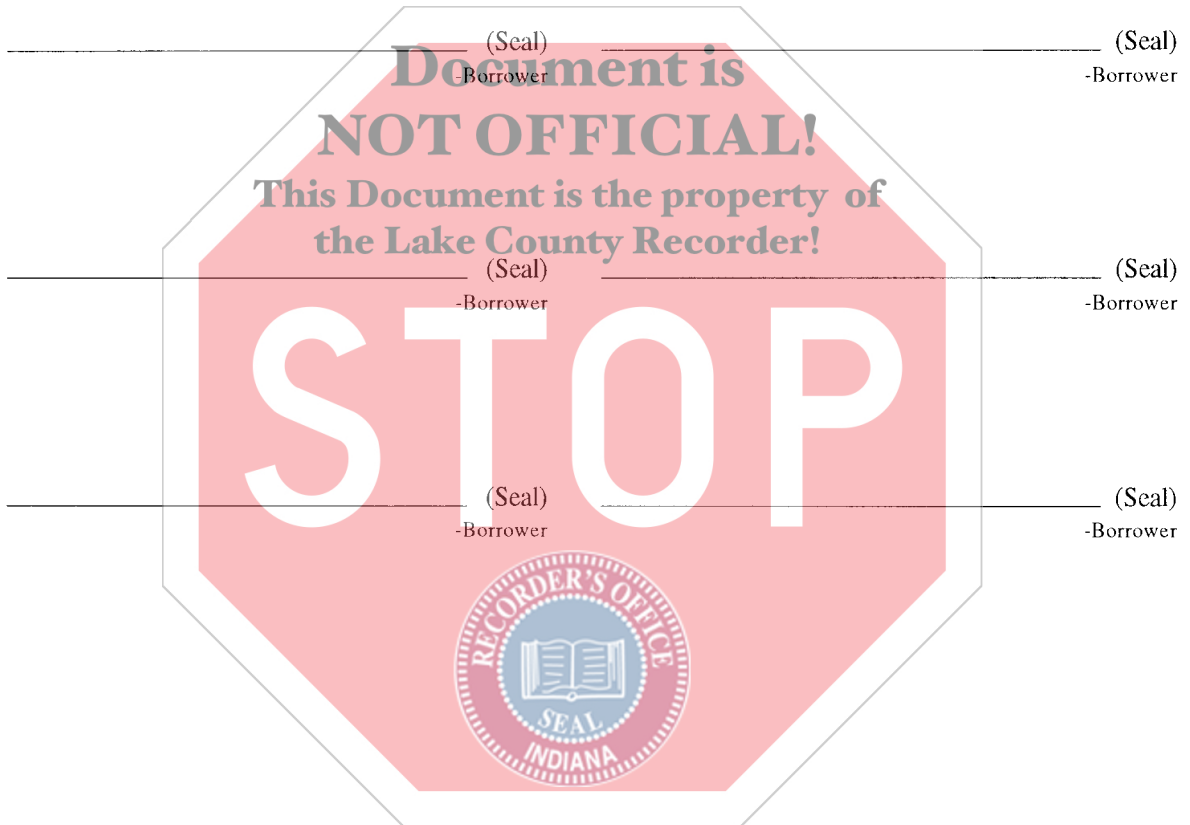 (Seal) (Seal)
Document is
-Borrower -Borrower
NOT OFFICIAL!
This Document is the property of
the Lake County Recorder!
(Seal) (Seal)
-Borrower -Borrower
STOP
(Seal) (Seal)
-Borrower -Borrower
RECORDER'S OFFICE
SEAL
INDIANA